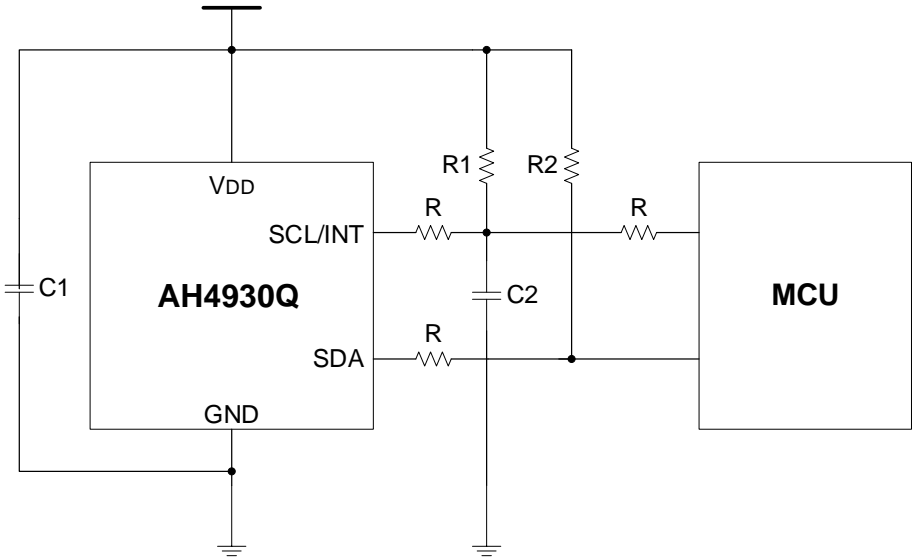 R1
R2
VDD
R
R
SCL/INT
C1
AH4930Q
C2
MCU
R
SDA
GND